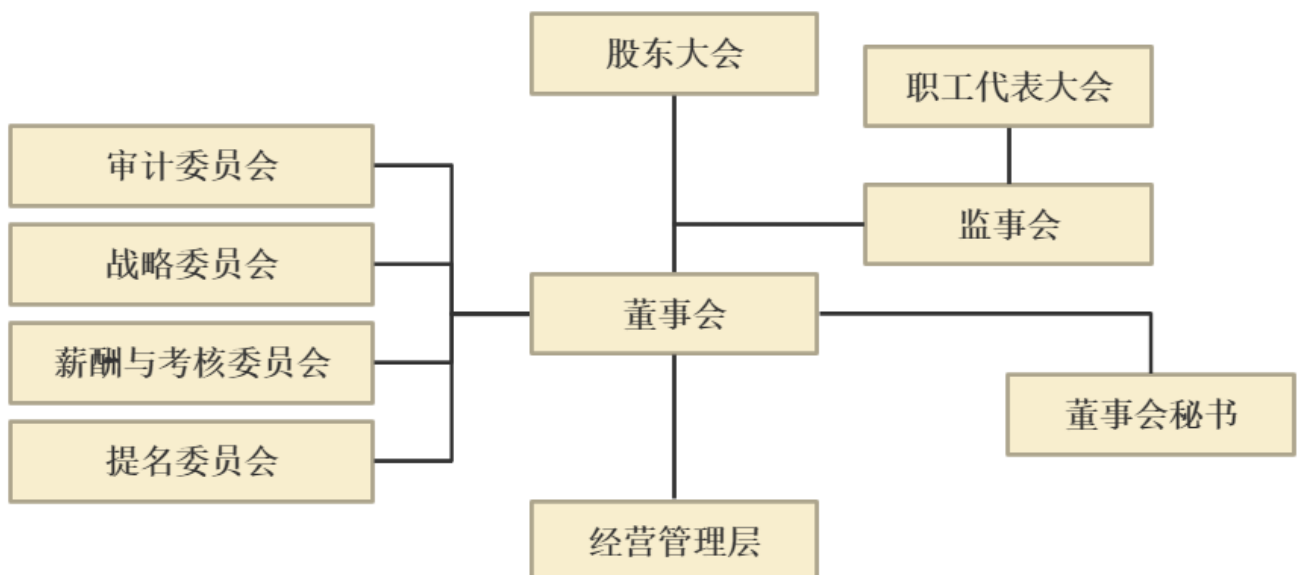 股东大会
职工代表大会
审计委员会
监事会
战略委员会
董事会
薪酬与考核委员会
董事会秘书
提名委员会
经营管理层